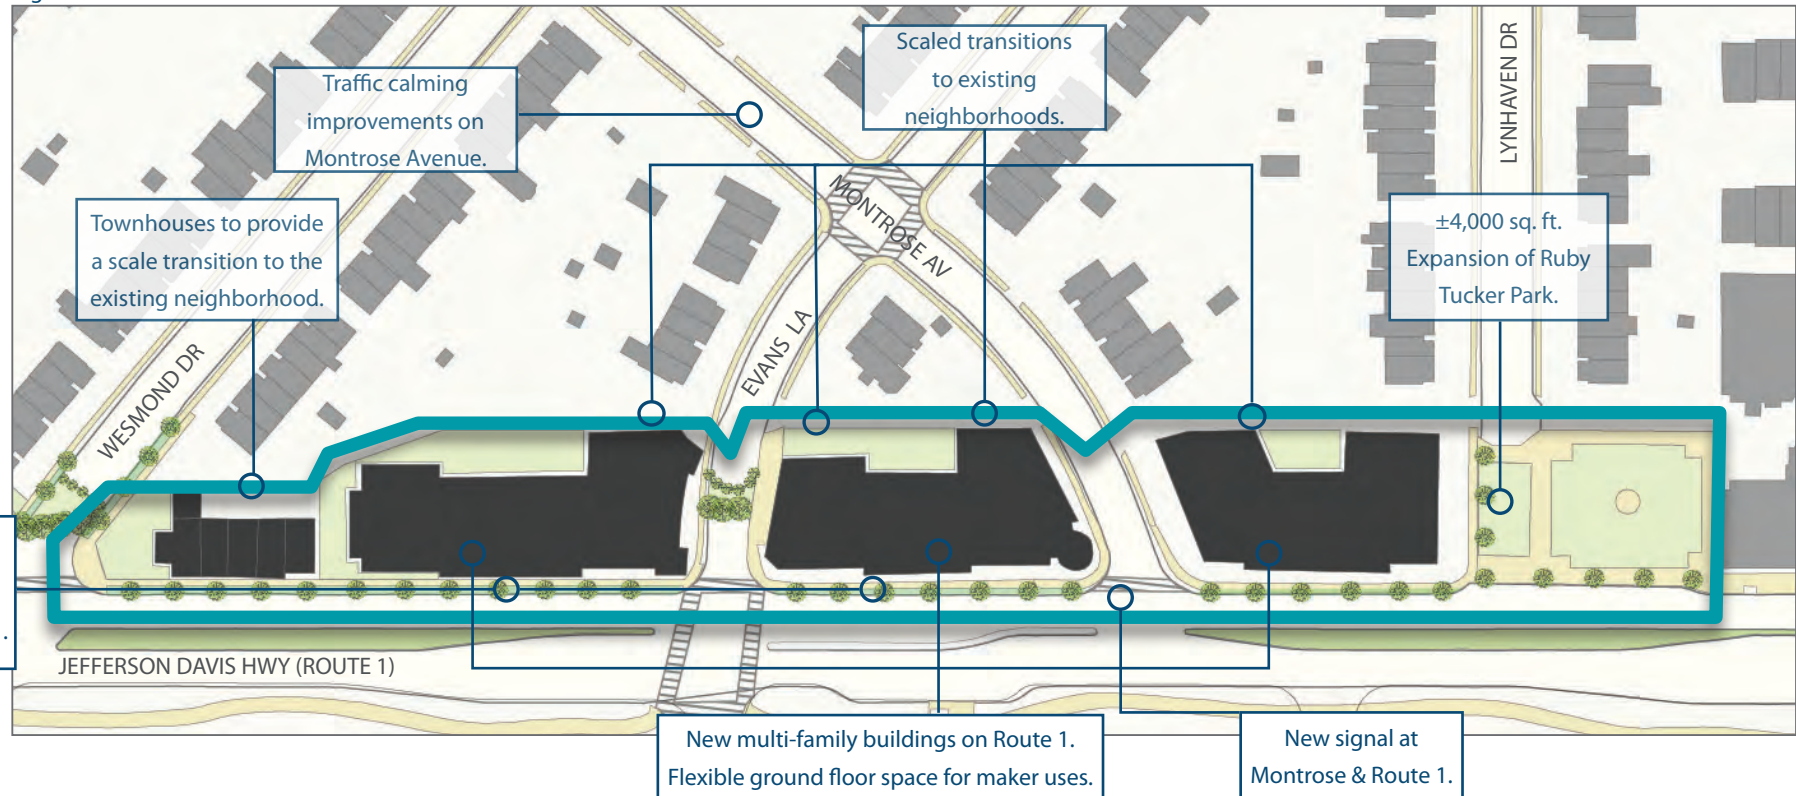 Traffic calming
improvements on
Montrose Avenue.
Scaled transitions
to existing
neighborhoods.
LYNHAVEN DR
Townhouses to provide
a scale transition to the
existing neighborhood.
MONTROSE AV
±4,000 sq. ft.
Expansion of Ruby
Tucker Park.
WESMOND DR
EVANS LA
.
JEFFERSON DAVIS HWY (ROUTE 1)
New multi-family buildings on Route 1.
Flexible ground floor space for maker uses.
New signal at
Montrose & Route 1.